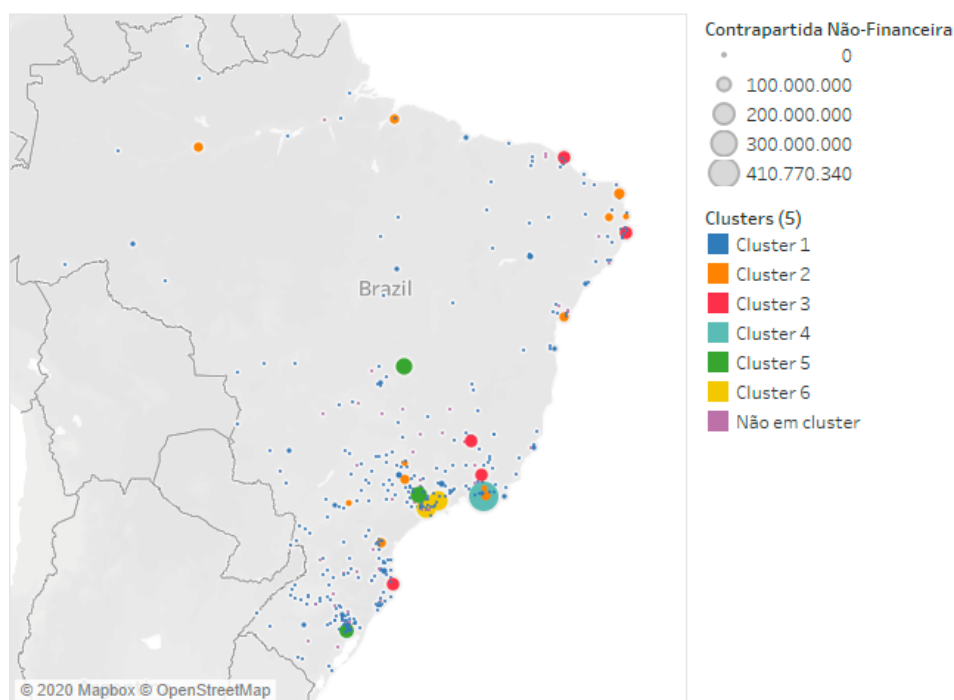 Contrapartida Não-Financeira
0
100.000.000
200.000.000
300.000.000
410.770.340
Clusters (5)
Cluster 1
Cluster 2
Cluster 3
Cluster 4
Cluster 5
Cluster 6
Não em cluster
Brazil
© 2020 Mapbox © OpenStreetMap